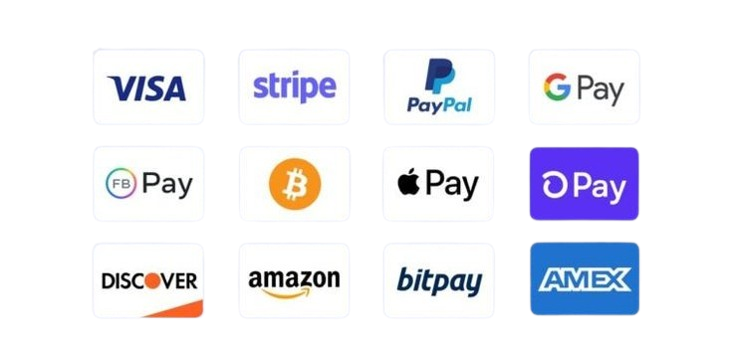 VISA
stripe
PayPal
G Pay
FB Pay
₿
Pay
Pay
DISCOVER
amazon
bitpay
AMEX